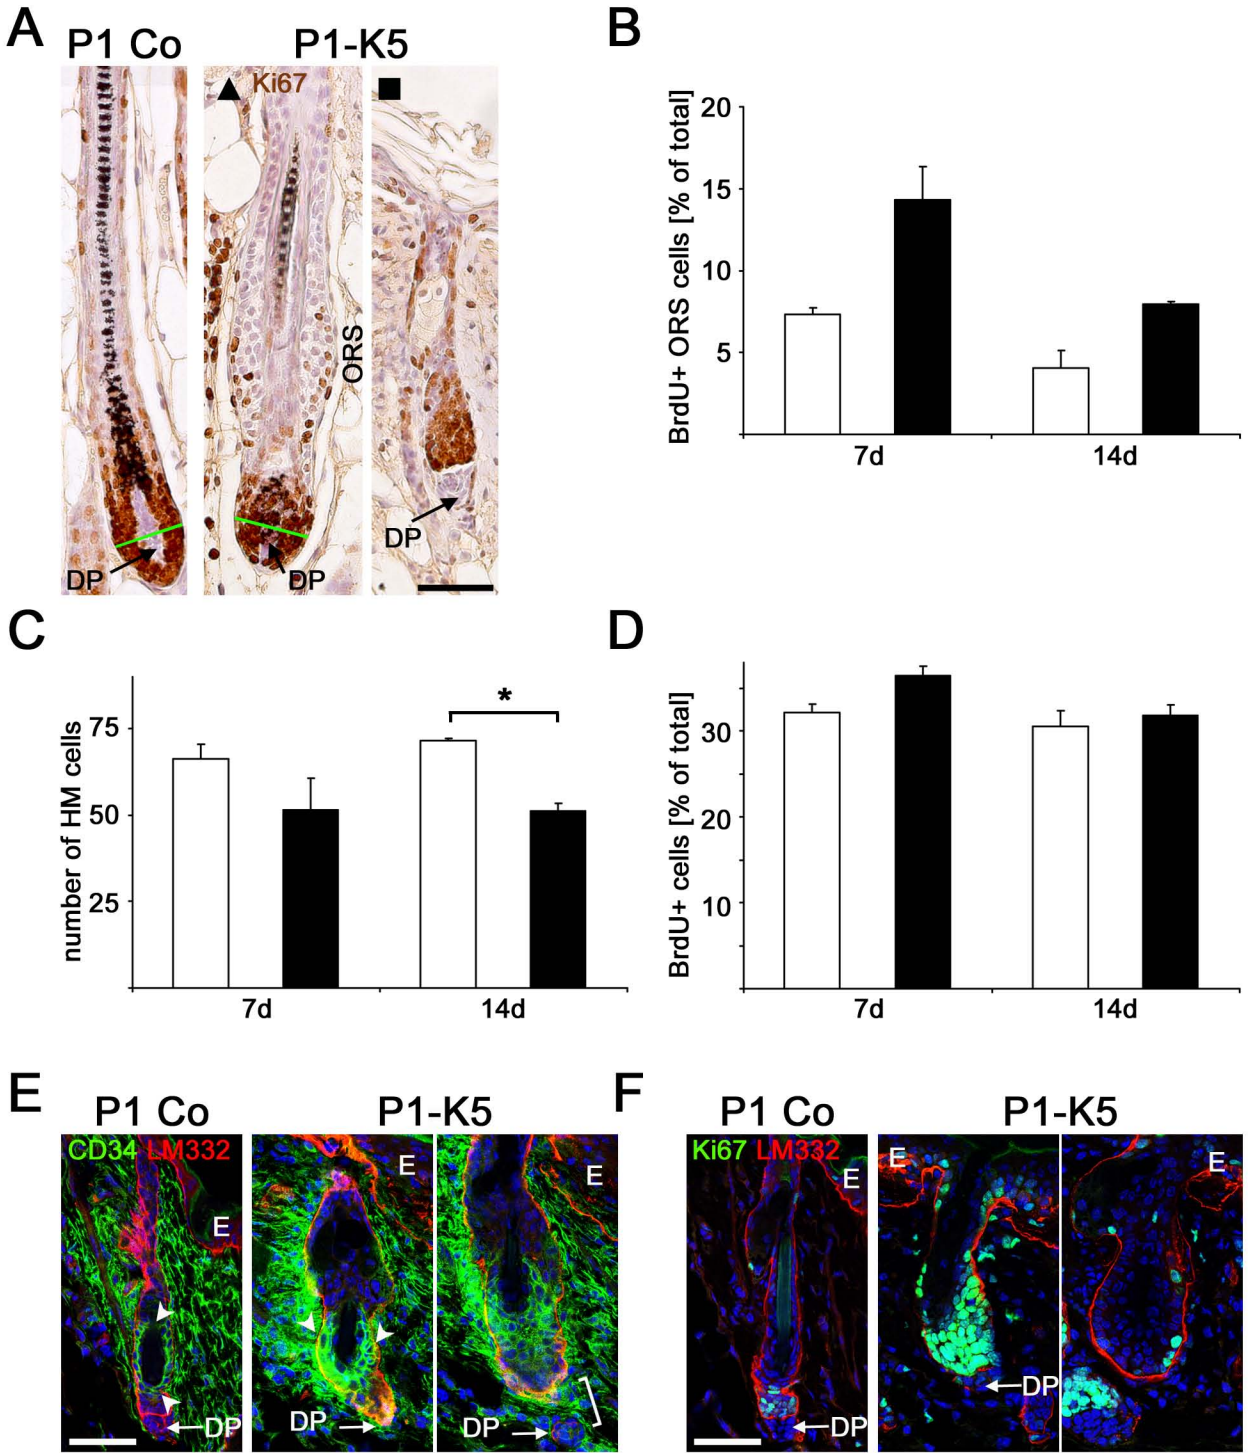 A
P1 Co
P1-K5
Ki67
ORS
DP
DP
DP
B
BrdU+ ORS cells [% of total]
20
15
10
5
7d
14d
C
number of HM cells
75
50
25
*
7d
14d
D
BrdU+ cells [% of total]
30
20
10
7d
14d
E
P1 Co
P1-K5
CD34 LM332
E
E
E
DP
DP
DP
F
P1 Co
P1-K5
Ki67 LM332
E
E
E
DP
DP